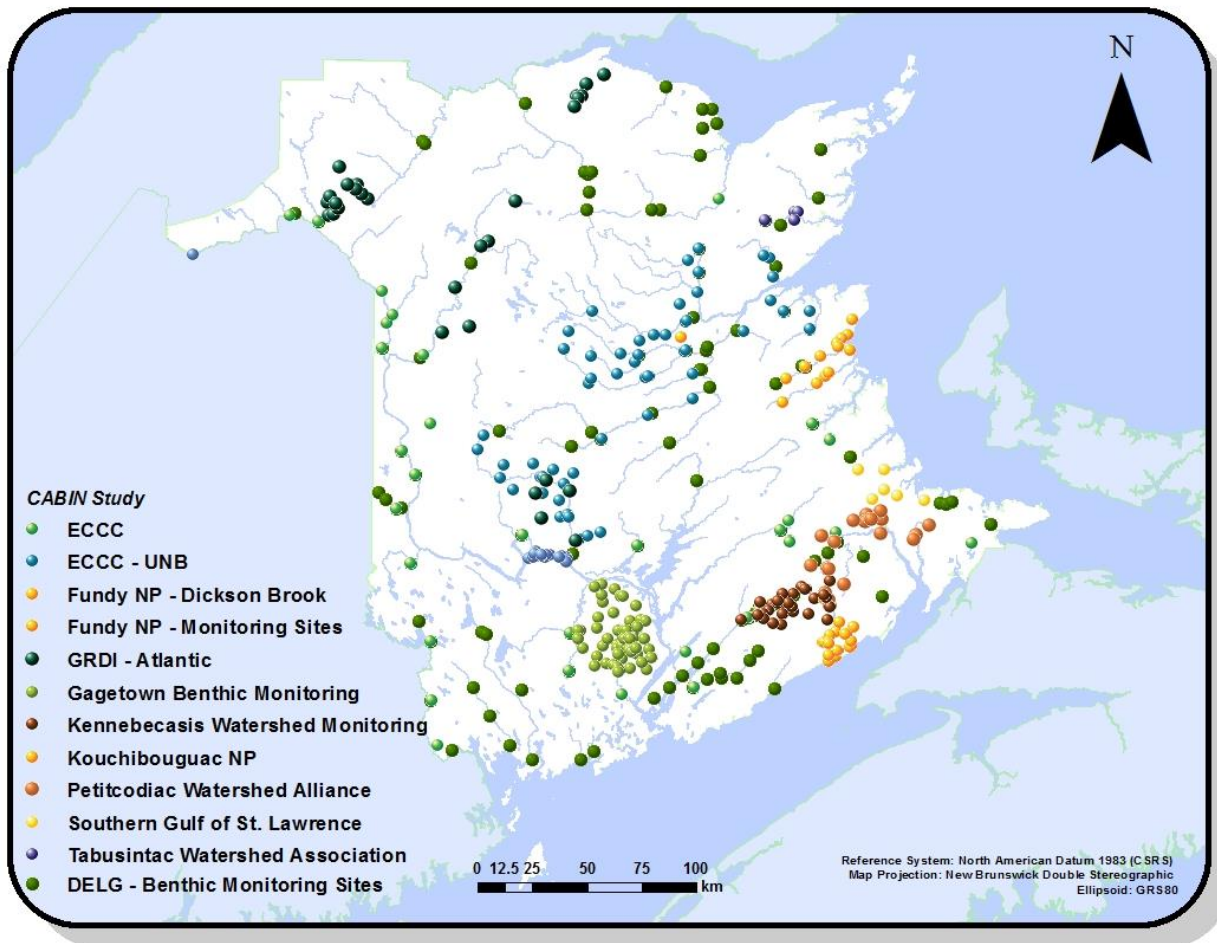 N
CABIN Study
ECCC
ECCC - UNB
Fundy NP - Dickson Brook
Fundy NP - Monitoring Sites
GRDI - Atlantic
Gagetown Benthic Monitoring
Kennebecasis Watershed Monitoring
Kouchibouguac NP
Petitcodiac Watershed Alliance
Southern Gulf of St. Lawrence
Tabusintac Watershed Association
DELG - Benthic Monitoring Sites
0 12.5 25 50 75 100
km
Reference System: North American Datum 1983 (CSRS)
Map Projection: New Brunswick Double Stereographic
Ellipsoid: GRS80